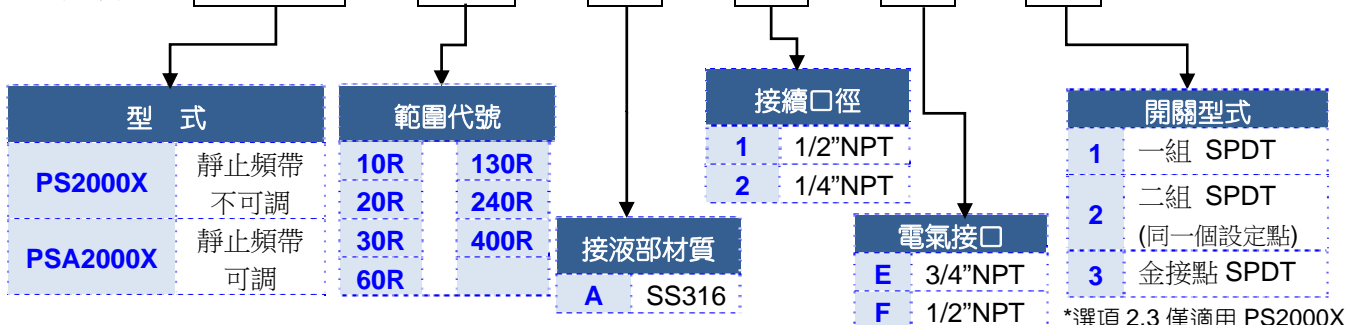 型 式
PS2000X 靜止頻帶 不可調
PSA2000X 靜止頻帶 可調
範圍代號
10R 130R
20R 240R
30R 400R
60R
接液部材質
A SS316
接續口徑
1 1/2”NPT
2 1/4”NPT
電氣接口
E 3/4”NPT
F 1/2”NPT
開關型式
1 一組 SPDT
2 二組 SPDT
(同一個設定點)
3 金接點 SPDT
*選項 2.3 僅適用 PS2000X